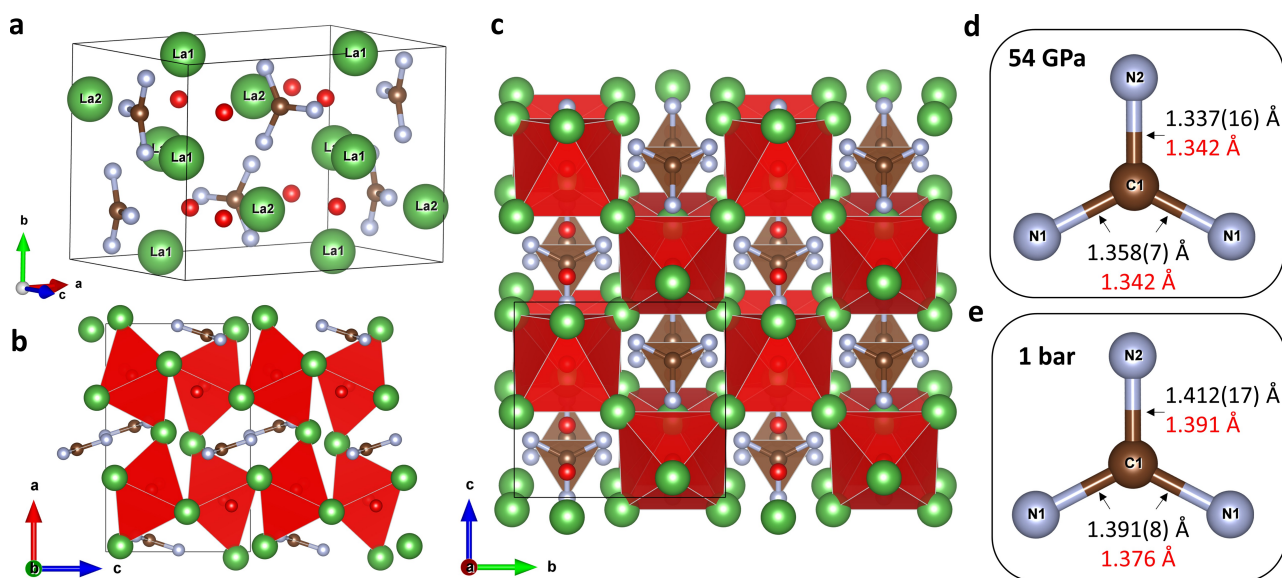 a
La1
La1
La2
La2
La
La1
La
La1
La2
La2
La1
La1
b
a
c
b
a
b
c
c
c
a
b
d
54 GPa
N2
1.337(16) Å
1.342 Å
C1
N1
N1
1.358(7) Å
1.342 Å
e
1 bar
N2
1.412(17) Å
1.391 Å
C1
N1
N1
1.391(8) Å
1.376 Å